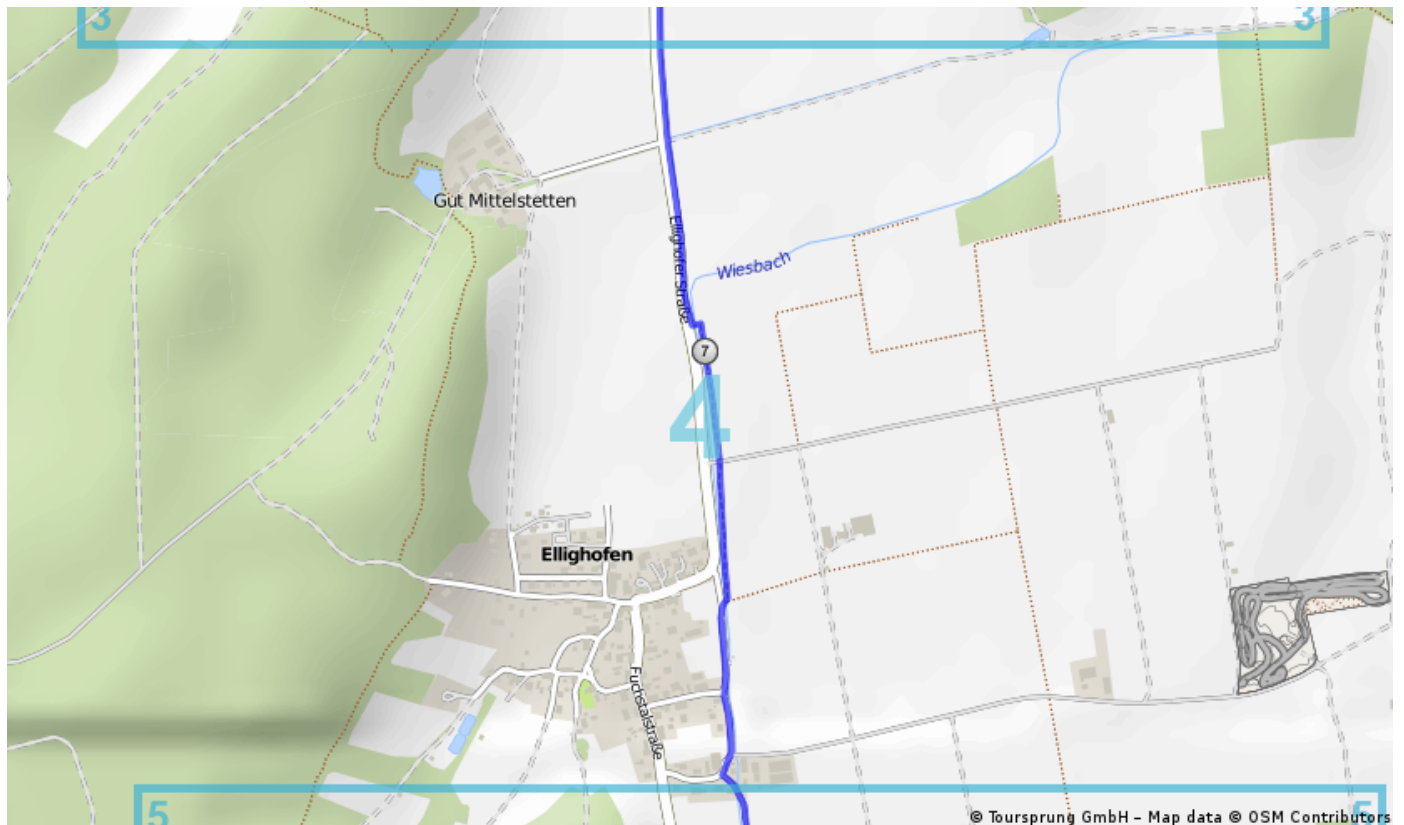 3
3
Gut Mittelstetten
Ellighofer Straße
Wiesbach
7
4
Ellighofen
Fuchstalstraße
5
5
© Toursprung GmbH – Map data © OSM Contributors